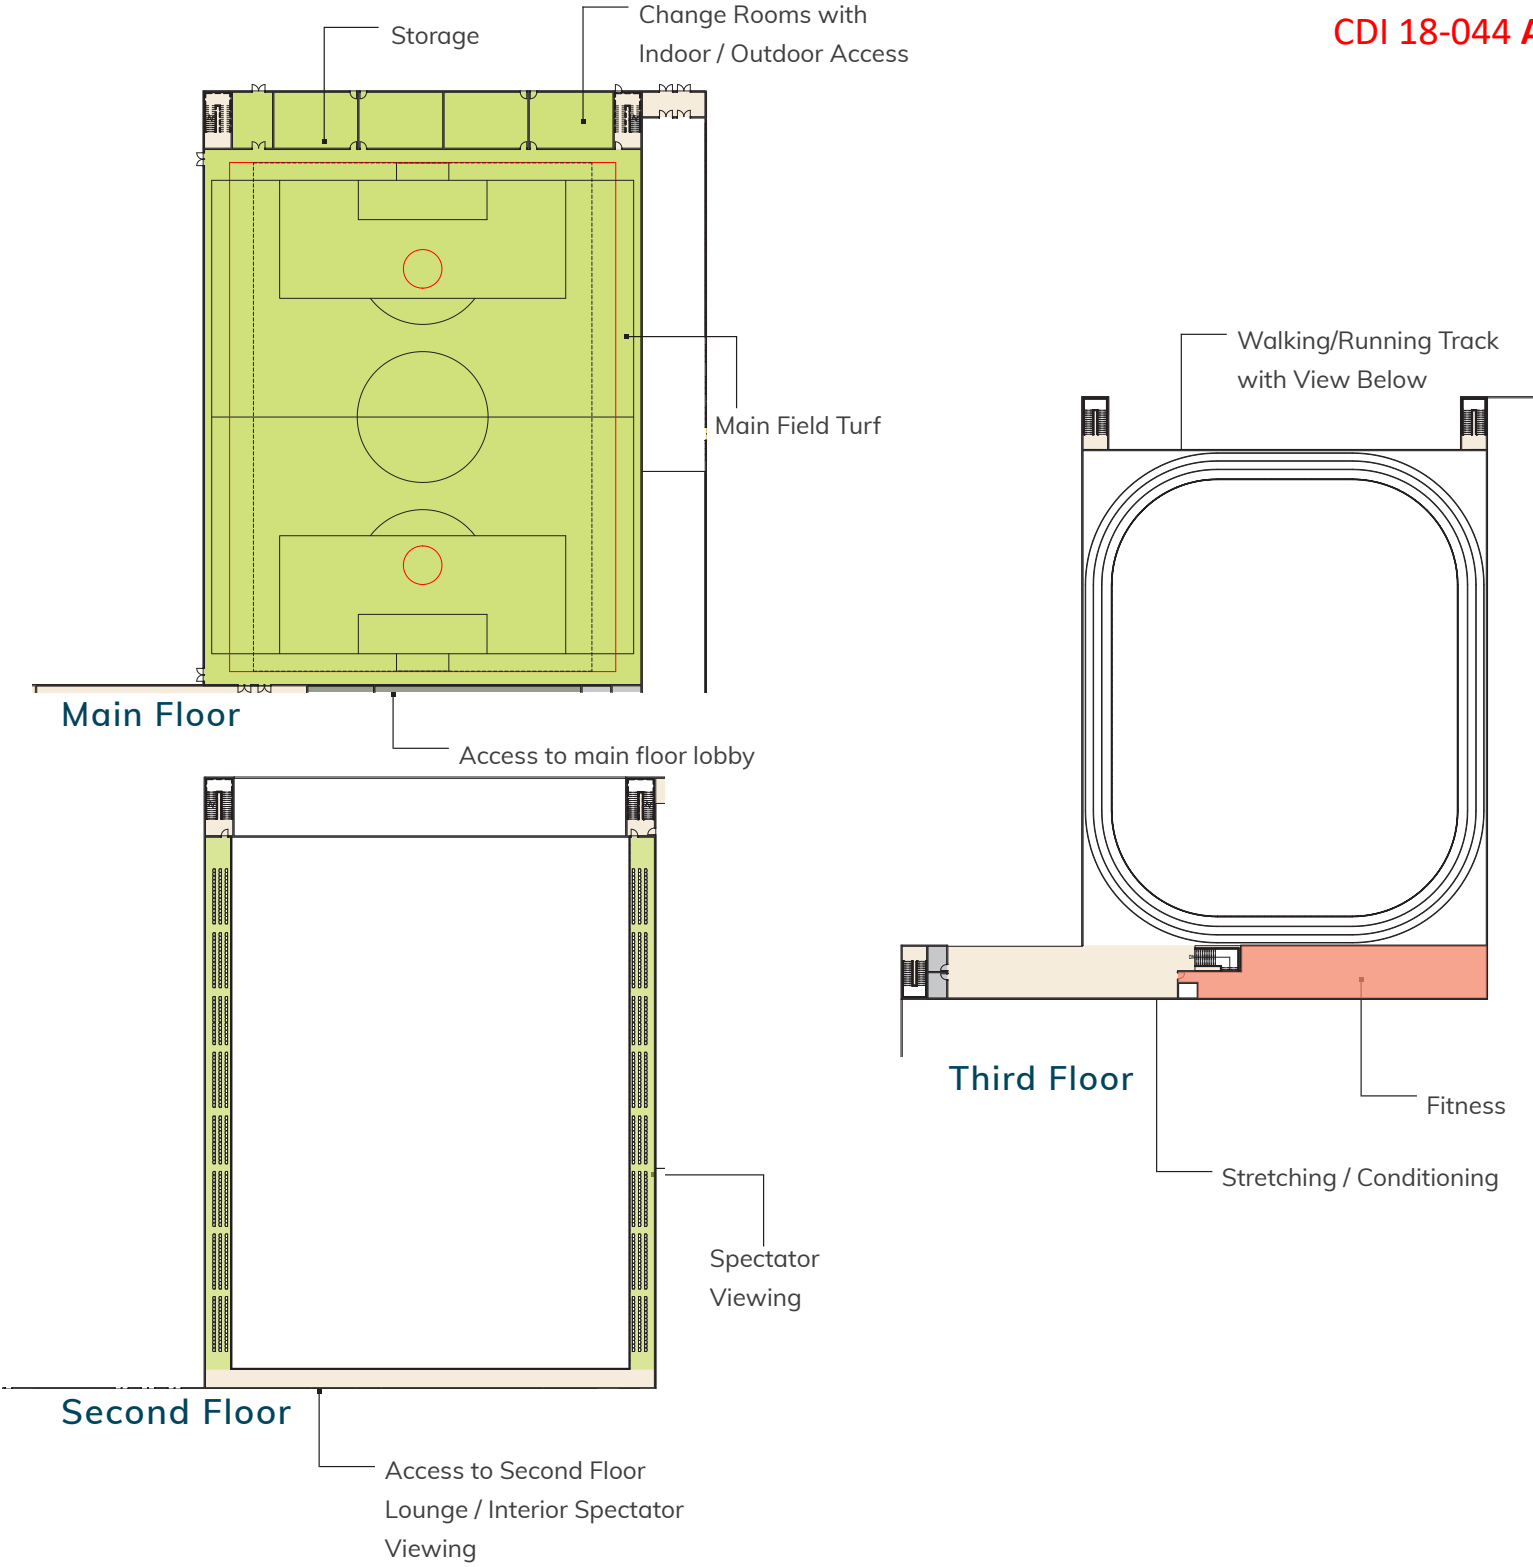 CDI 18-044
Storage
Change Rooms with
Indoor / Outdoor Access
Main Field Turf
Main Floor
Access to main floor lobby
Walking/Running Track
with View Below
Third Floor
Fitness
Stretching / Conditioning
Spectator
Viewing
Second Floor
Access to Second Floor
Lounge / Interior Spectator
Viewing